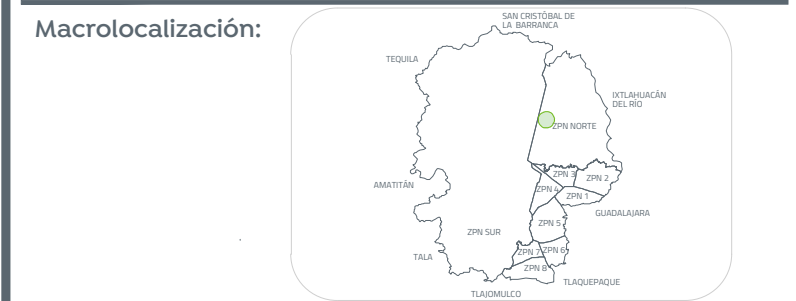 Macrolocalización:
SAN CRISTÓBAL DE
LA BARRANCA
TEQUILA
IXTLAHUACÁN
DEL RÍO
ZPN NORTE
ZPN 3
ZPN 2
AMATITÁN
ZPN 4
ZPN 1
GUADALAJARA
ZPN 5
ZPN SUR
ZPN 7
ZPN 6
TALA
ZPN 8
TLAQUEPAQUE
TLAJOMULCO